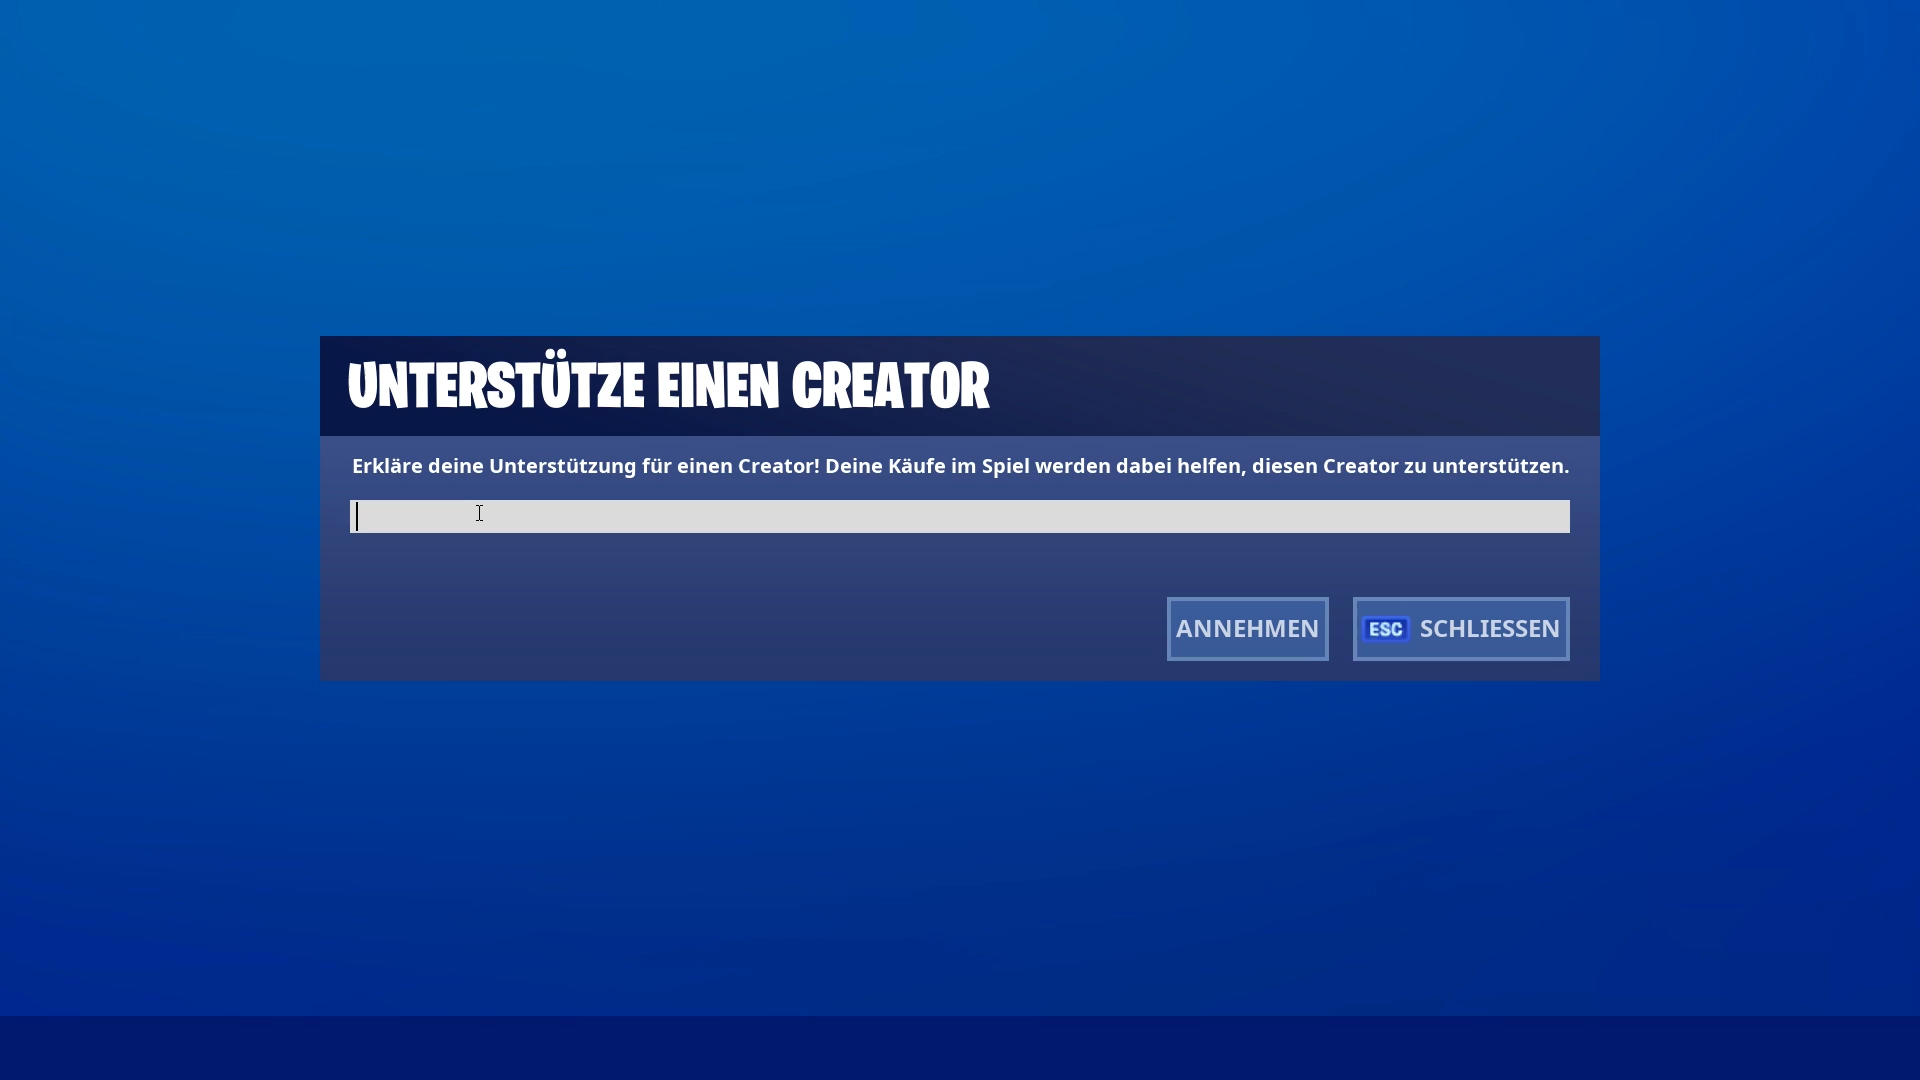 UNTERSTÜTZE EINEN CREATOR
Erkläre deine Unterstützung für einen Creator! Deine Käufe im Spiel werden dabei helfen, diesen Creator zu unterstützen.
ANNEHMEN
ESC SCHLIESSEN